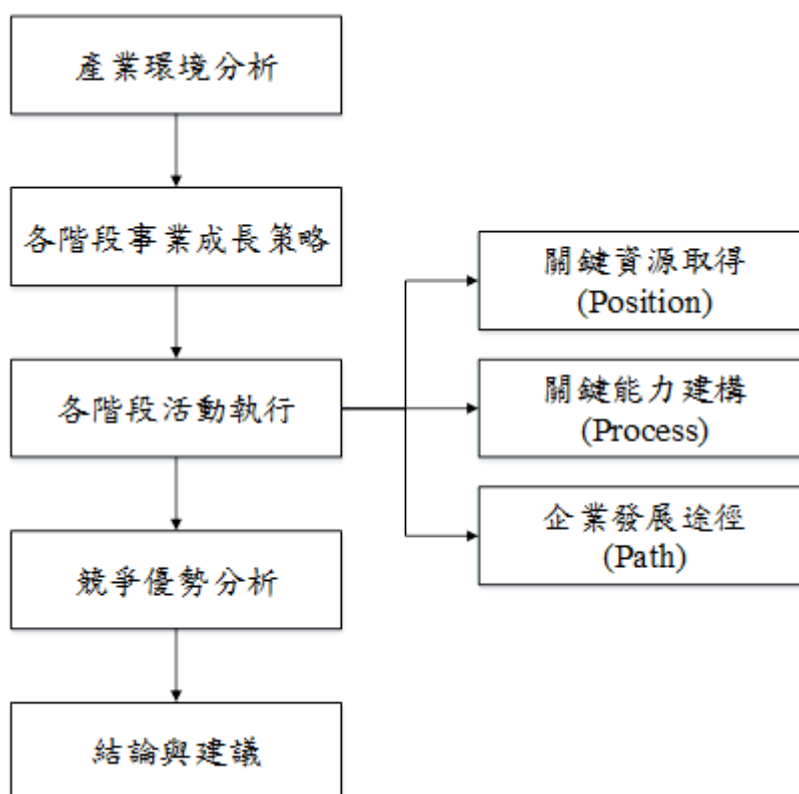 產業環境分析
各階段事業成長策略
各階段活動執行
關鍵資源取得
(Position)
關鍵能力建構
(Process)
企業發展途徑
(Path)
競爭優勢分析
結論與建議